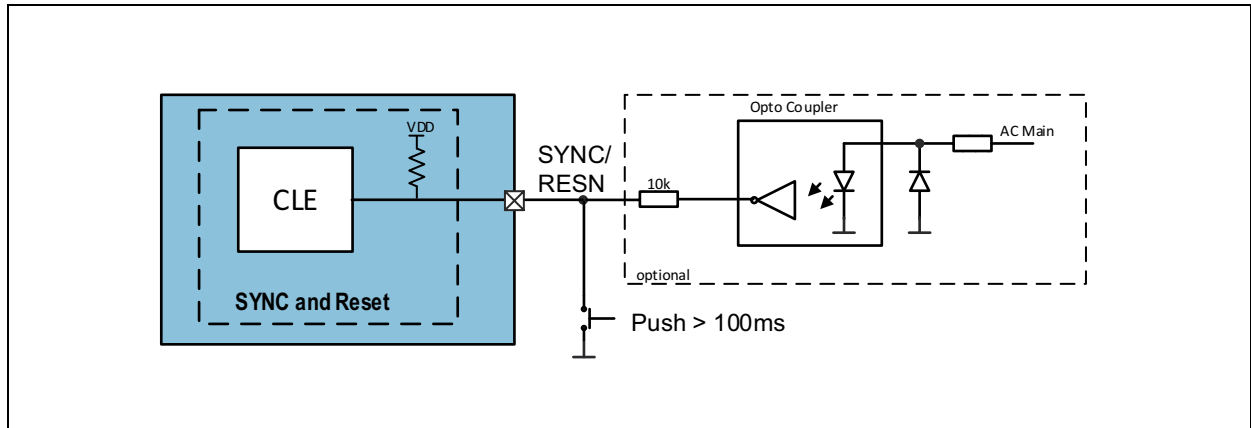 Opto Coupler
AC Main
VDD
SYNC/
RESN
10k
CLE
optional
SYNC and Reset
Push > 100ms